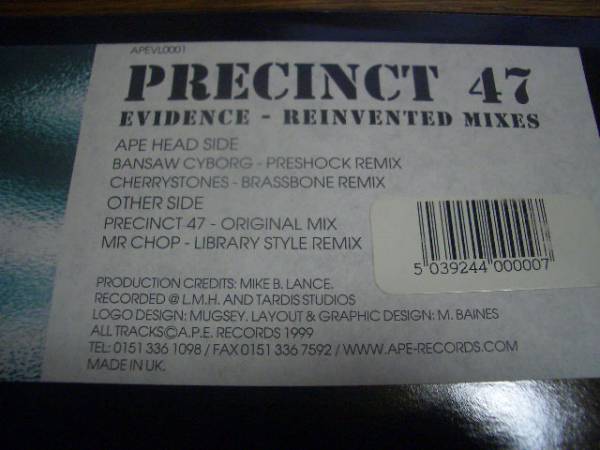 APEVL0001
PRECINCT 47
EVIDENCE - REINVENTED MIXES
APE HEAD SIDE
BANSAW CYBORG - PRESHOCK REMIX
CHERRYSTONES - BRASSBONE REMIX
OTHER SIDE
PRECINCT 47 - ORIGINAL MIX
MR CHOP - LIBRARY STYLE REMIX
5 039244 000007
PRODUCTION CREDITS: MIKE B. LANCE.
RECORDED @ L.M.H. AND TARDIS STUDIOS
LOGO DESIGN: MUGSEY. LAYOUT & GRAPHIC DESIGN: M. BAINES
ALL TRACKS©A.P.E. RECORDS 1999
TEL: 0151 336 1098 / FAX 0151 336 7592 / WWW.APE-RECORDS.COM
MADE IN UK.